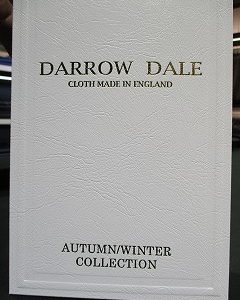 DARROW DALE
CLOTH MADE IN ENGLAND
AUTUMN/WINTER
COLLECTION